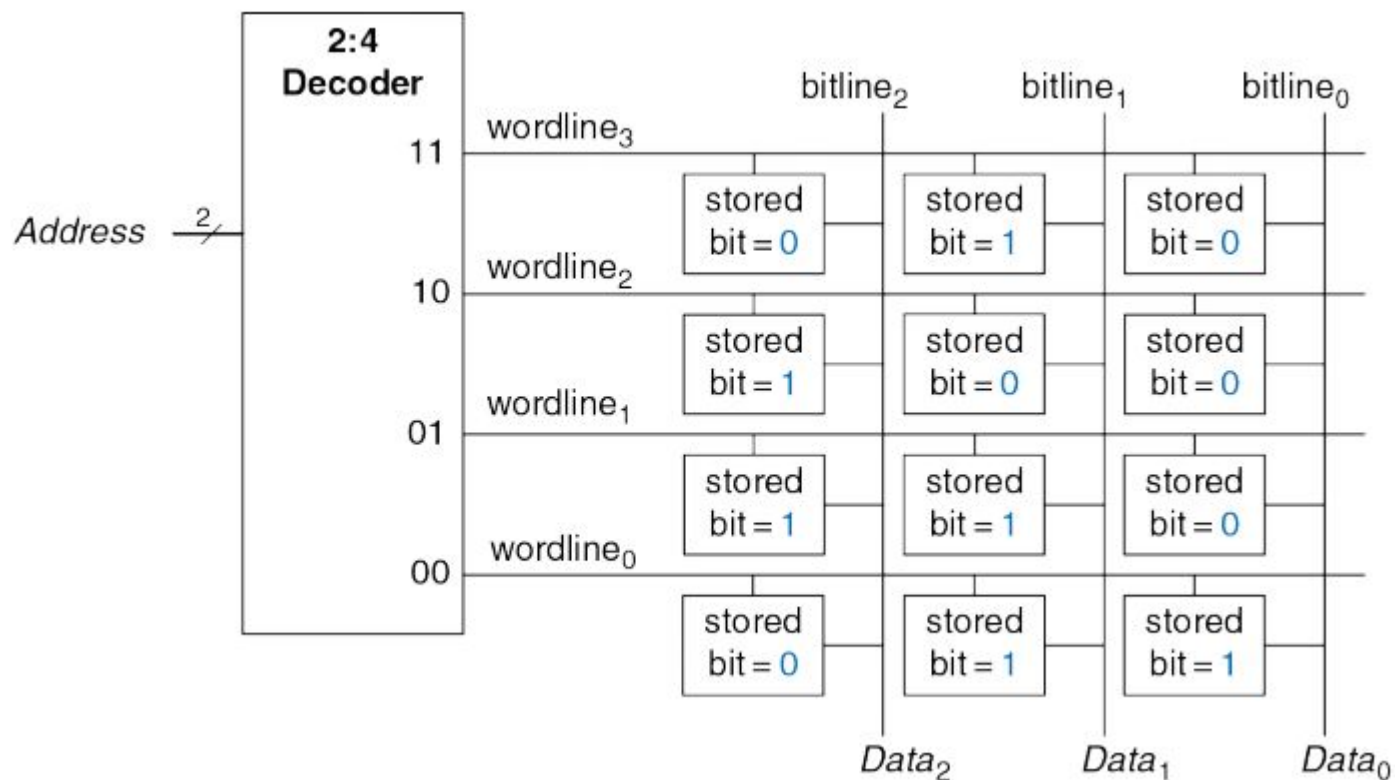 2:4
Decoder
bitline₂ bitline₁ bitline₀
wordline₃
11
stored stored stored
bit = 0 bit = 1 bit = 0
Address 2
wordline₂
10
stored stored stored
bit = 1 bit = 0 bit = 0
wordline₁
01
stored stored stored
bit = 1 bit = 1 bit = 0
wordline₀
00
stored stored stored
bit = 0 bit = 1 bit = 1
Data₂ Data₁ Data₀